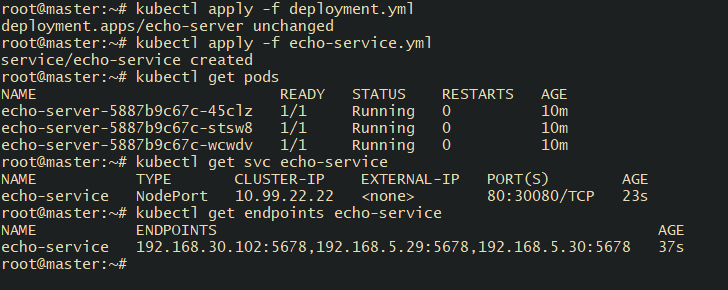 root@master:~# kubectl apply -f deployment.yml
deployment.apps/echo-server unchanged
root@master:~# kubectl apply -f echo-service.yml
service/echo-service created
root@master:~# kubectl get pods
NAME READY STATUS RESTARTS AGE
echo-server-5887b9c67c-45clz 1/1 Running 0 10m
echo-server-5887b9c67c-stsw8 1/1 Running 0 10m
echo-server-5887b9c67c-wcwdv 1/1 Running 0 10m
root@master:~# kubectl get svc echo-service
NAME TYPE CLUSTER-IP EXTERNAL-IP PORT(S) AGE
echo-service NodePort 10.99.22.22 <none> 80:30080/TCP 23s
root@master:~# kubectl get endpoints echo-service
NAME ENDPOINTS AGE
echo-service 192.168.30.102:5678,192.168.5.29:5678,192.168.5.30:5678 37s
root@master:~#